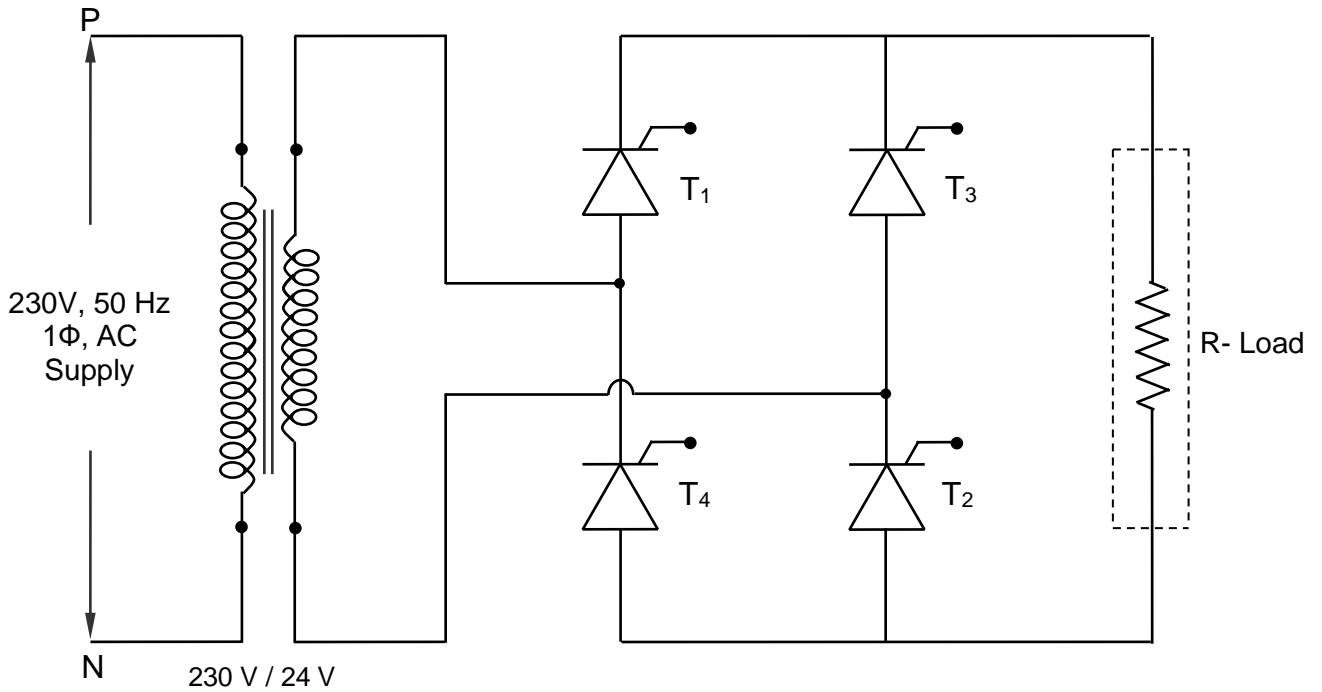 P
T₁
T₃
230V, 50 Hz
1Φ, AC
Supply
R- Load
T₄
T₂
N
230 V / 24 V